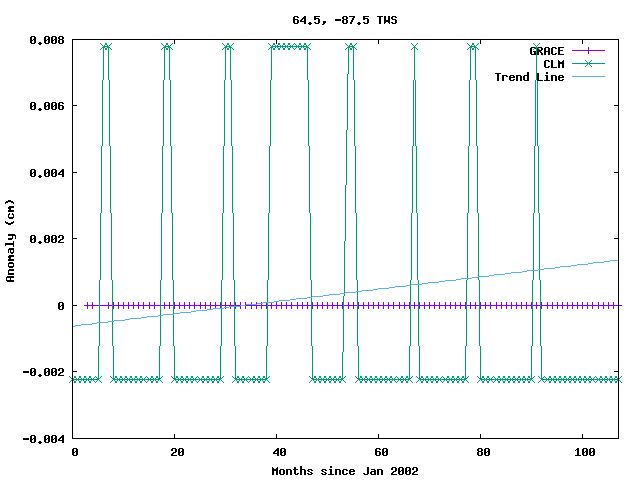 64.5, -87.5 TWS
GRACE
CLM
Trend Line
0.008
0.006
0.004
0.002
0
-0.002
-0.004
Anomaly (cm)
0 20 40 60 80 100
Months since Jan 2002